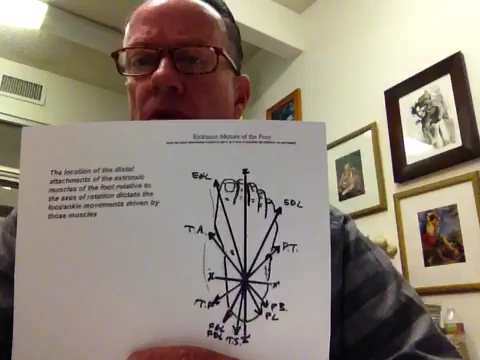 Extrinsic Motors of the Foot
The location of the distal
attachments of the extrinsic
muscles of the foot relative to
the axes of rotation dictate the
foot/ankle movements driven by
those muscles
EHL
EDL
T.A.
P.T.
T.P.
P.B.
PL
T.S.